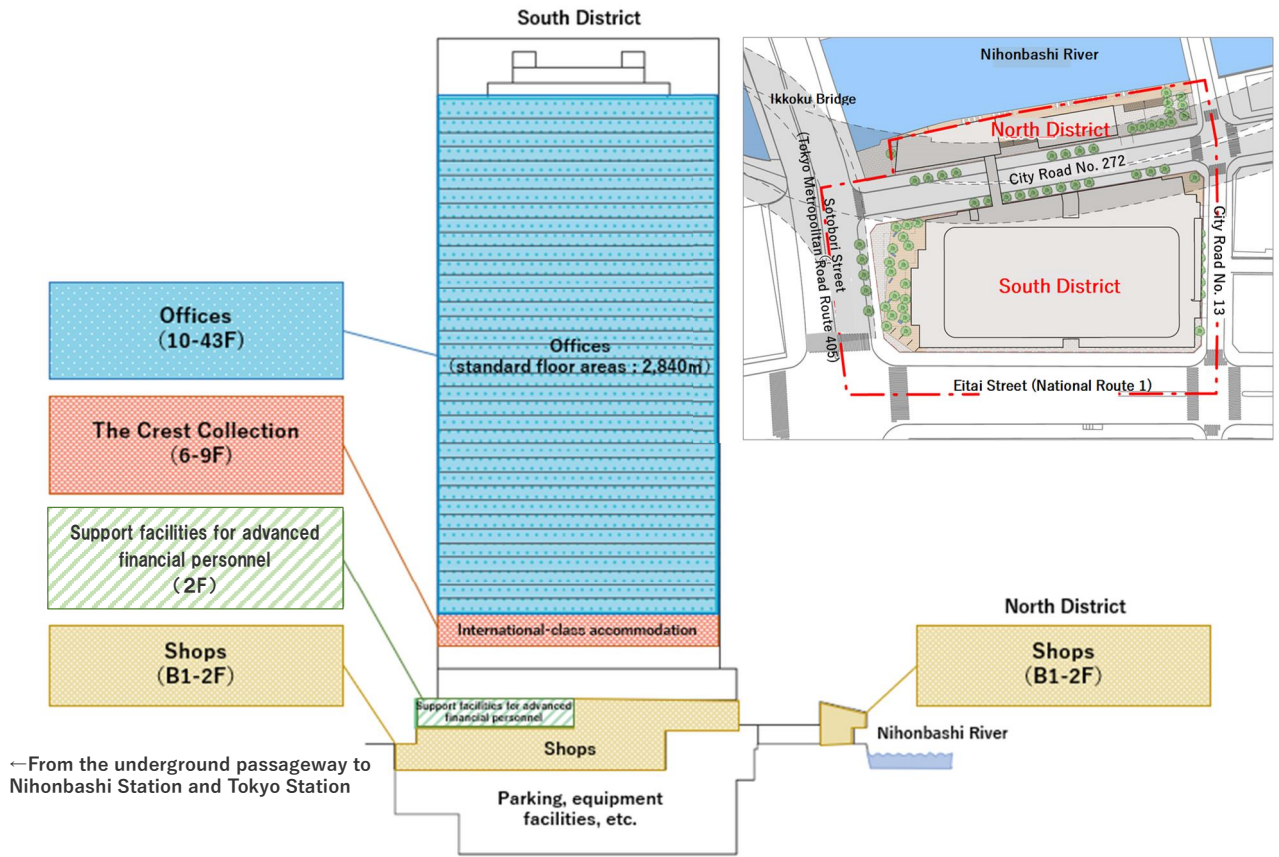 South District
Offices
(10-43F)
The Crest Collection
(6-9F)
Support facilities for advanced
financial personnel
(2F)
Shops
(B1-2F)
←From the underground passageway to
Nihonbashi Station and Tokyo Station
Offices
(standard floor areas : 2,840㎡)
International-class accommodation
Support facilities for advanced
financial personnel
Shops
Parking, equipment
facilities, etc.
North District
Shops
(B1-2F)
Nihonbashi River
Nihonbashi River
Ikkoku Bridge
North District
City Road No. 272
Sotobori Street
(Tokyo Metropolitan Road Route 405)
South District
City Road No. 13
Eitai Street (National Route 1)